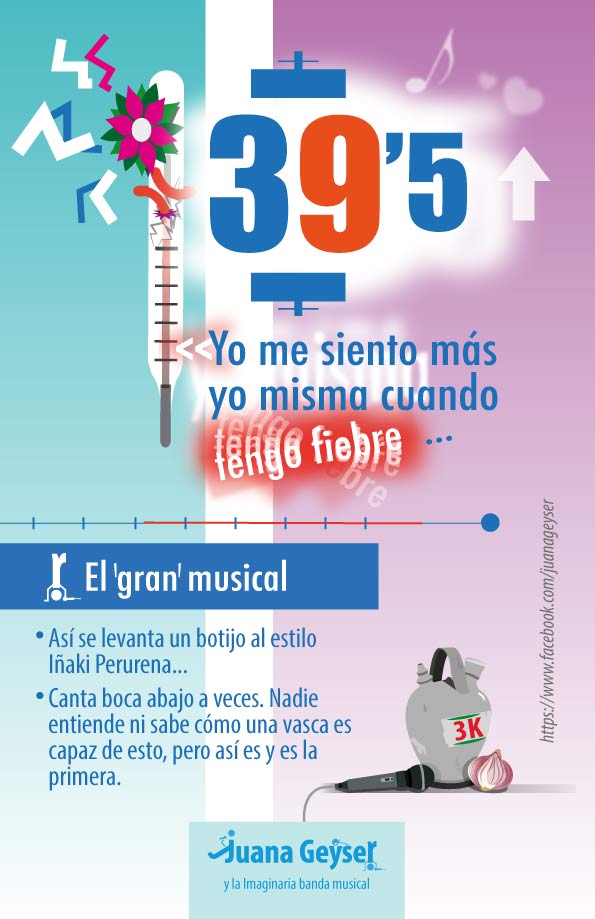 39'5
«Yo me siento más
yo misma cuando
tengo fiebre ...
El 'gran' musical
• Así se levanta un botijo al estilo
Iñaki Perurena...
• Canta boca abajo a veces. Nadie
entiende ni sabe cómo una vasca es
capaz de esto, pero así es y es la
primera.
https://www.facebook.com/juanageyser
3K
Juana Geyser
y la Imaginaria banda musical